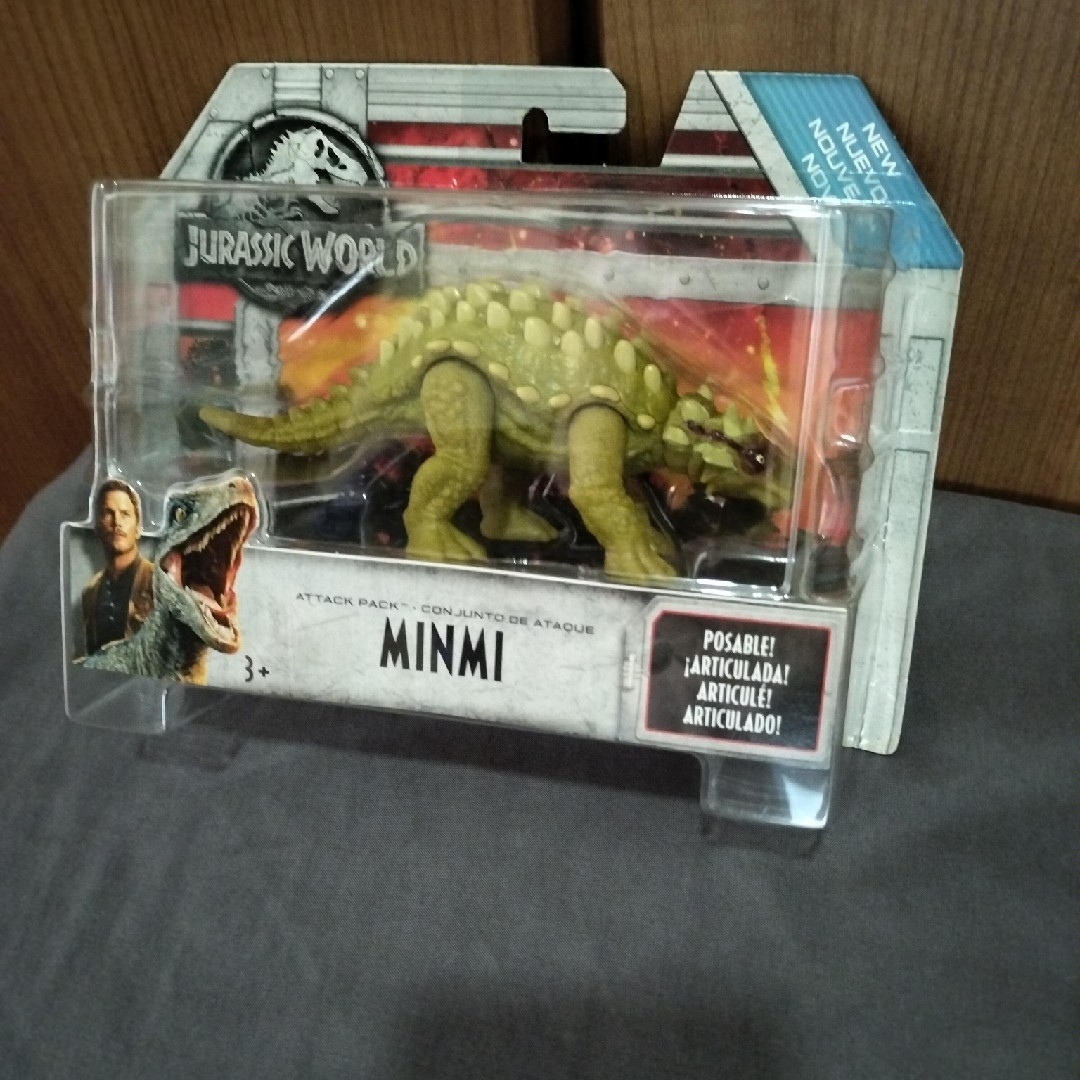 NEW
NUEVO
NOUVE
NOV
JURASSIC WORLD
ATTACK PACK™ · CONJUNTO DE ATAQUE
MINMI
3+
POSABLE!
¡ARTICULADA!
ARTICULÉ!
ARTICULADO!